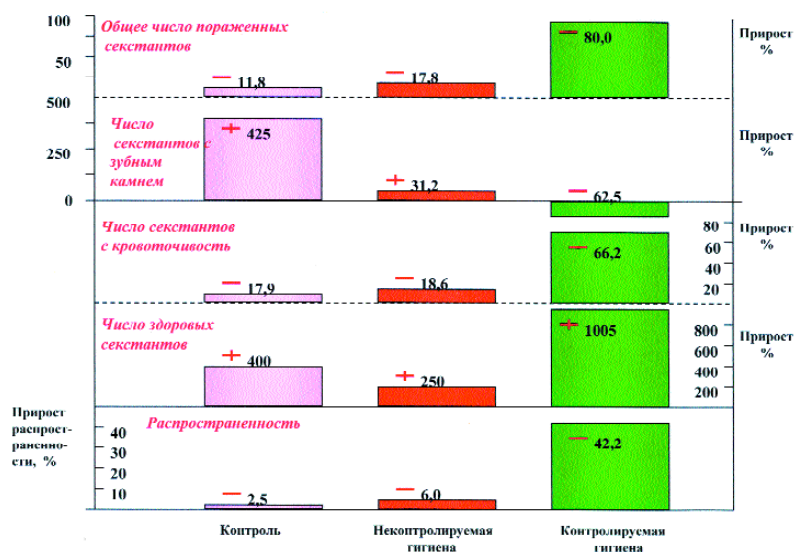 100
50
500
Общее число пораженных
секстантов
11,8
17,8
80,0
Прирост
%
250
0
Число
секстантов с
зубным
камнем
425
31,2
62,5
Прирост
%
Число секстантов
с кровоточивость
17,9
18,6
66,2
80
60
40
20
Прирост
%
Число здоровых
секстантов
400
250
1005
800
600
400
200
Прирост
%
Прирост
распрост-
раненно-
сти, %
40
30
20
10
Распространенность
2,5
6,0
42,2
Контроль
Неконтролируемая
гигиена
Контролируемая
гигиена